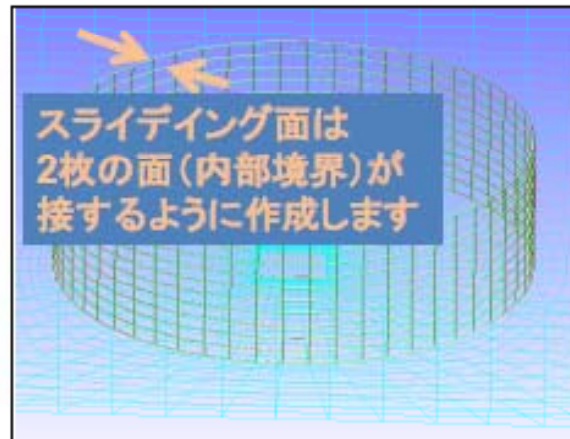 スライデイング面は
2枚の面（内部境界）が
接するように作成します